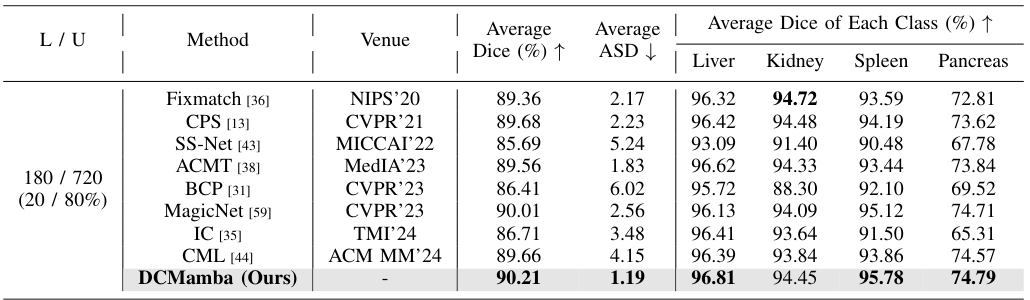 L / U Method Venue Average Dice (%) ↑ Average ASD ↓ Average Dice of Each Class (%) ↑
Liver Kidney Spleen Pancreas
180 / 720 (20 / 80%)
Fixmatch [36] NIPS'20 89.36 2.17 96.32 94.72 93.59 72.81
CPS [13] CVPR'21 89.68 2.23 96.42 94.48 94.19 73.62
SS-Net [43] MICCAI'22 85.69 5.24 93.09 91.40 90.48 67.78
ACMT [38] MedIA'23 89.56 1.83 96.62 94.33 93.44 73.84
BCP [31] CVPR'23 86.41 6.02 95.72 88.30 92.10 69.52
MagicNet [59] CVPR'23 90.01 2.56 96.13 94.09 95.12 74.71
IC [35] TMI'24 86.71 3.48 96.41 93.64 91.50 65.31
CML [44] ACM MM'24 89.66 4.15 96.39 93.84 93.86 74.57
DCMamba (Ours) - 90.21 1.19 96.81 94.45 95.78 74.79